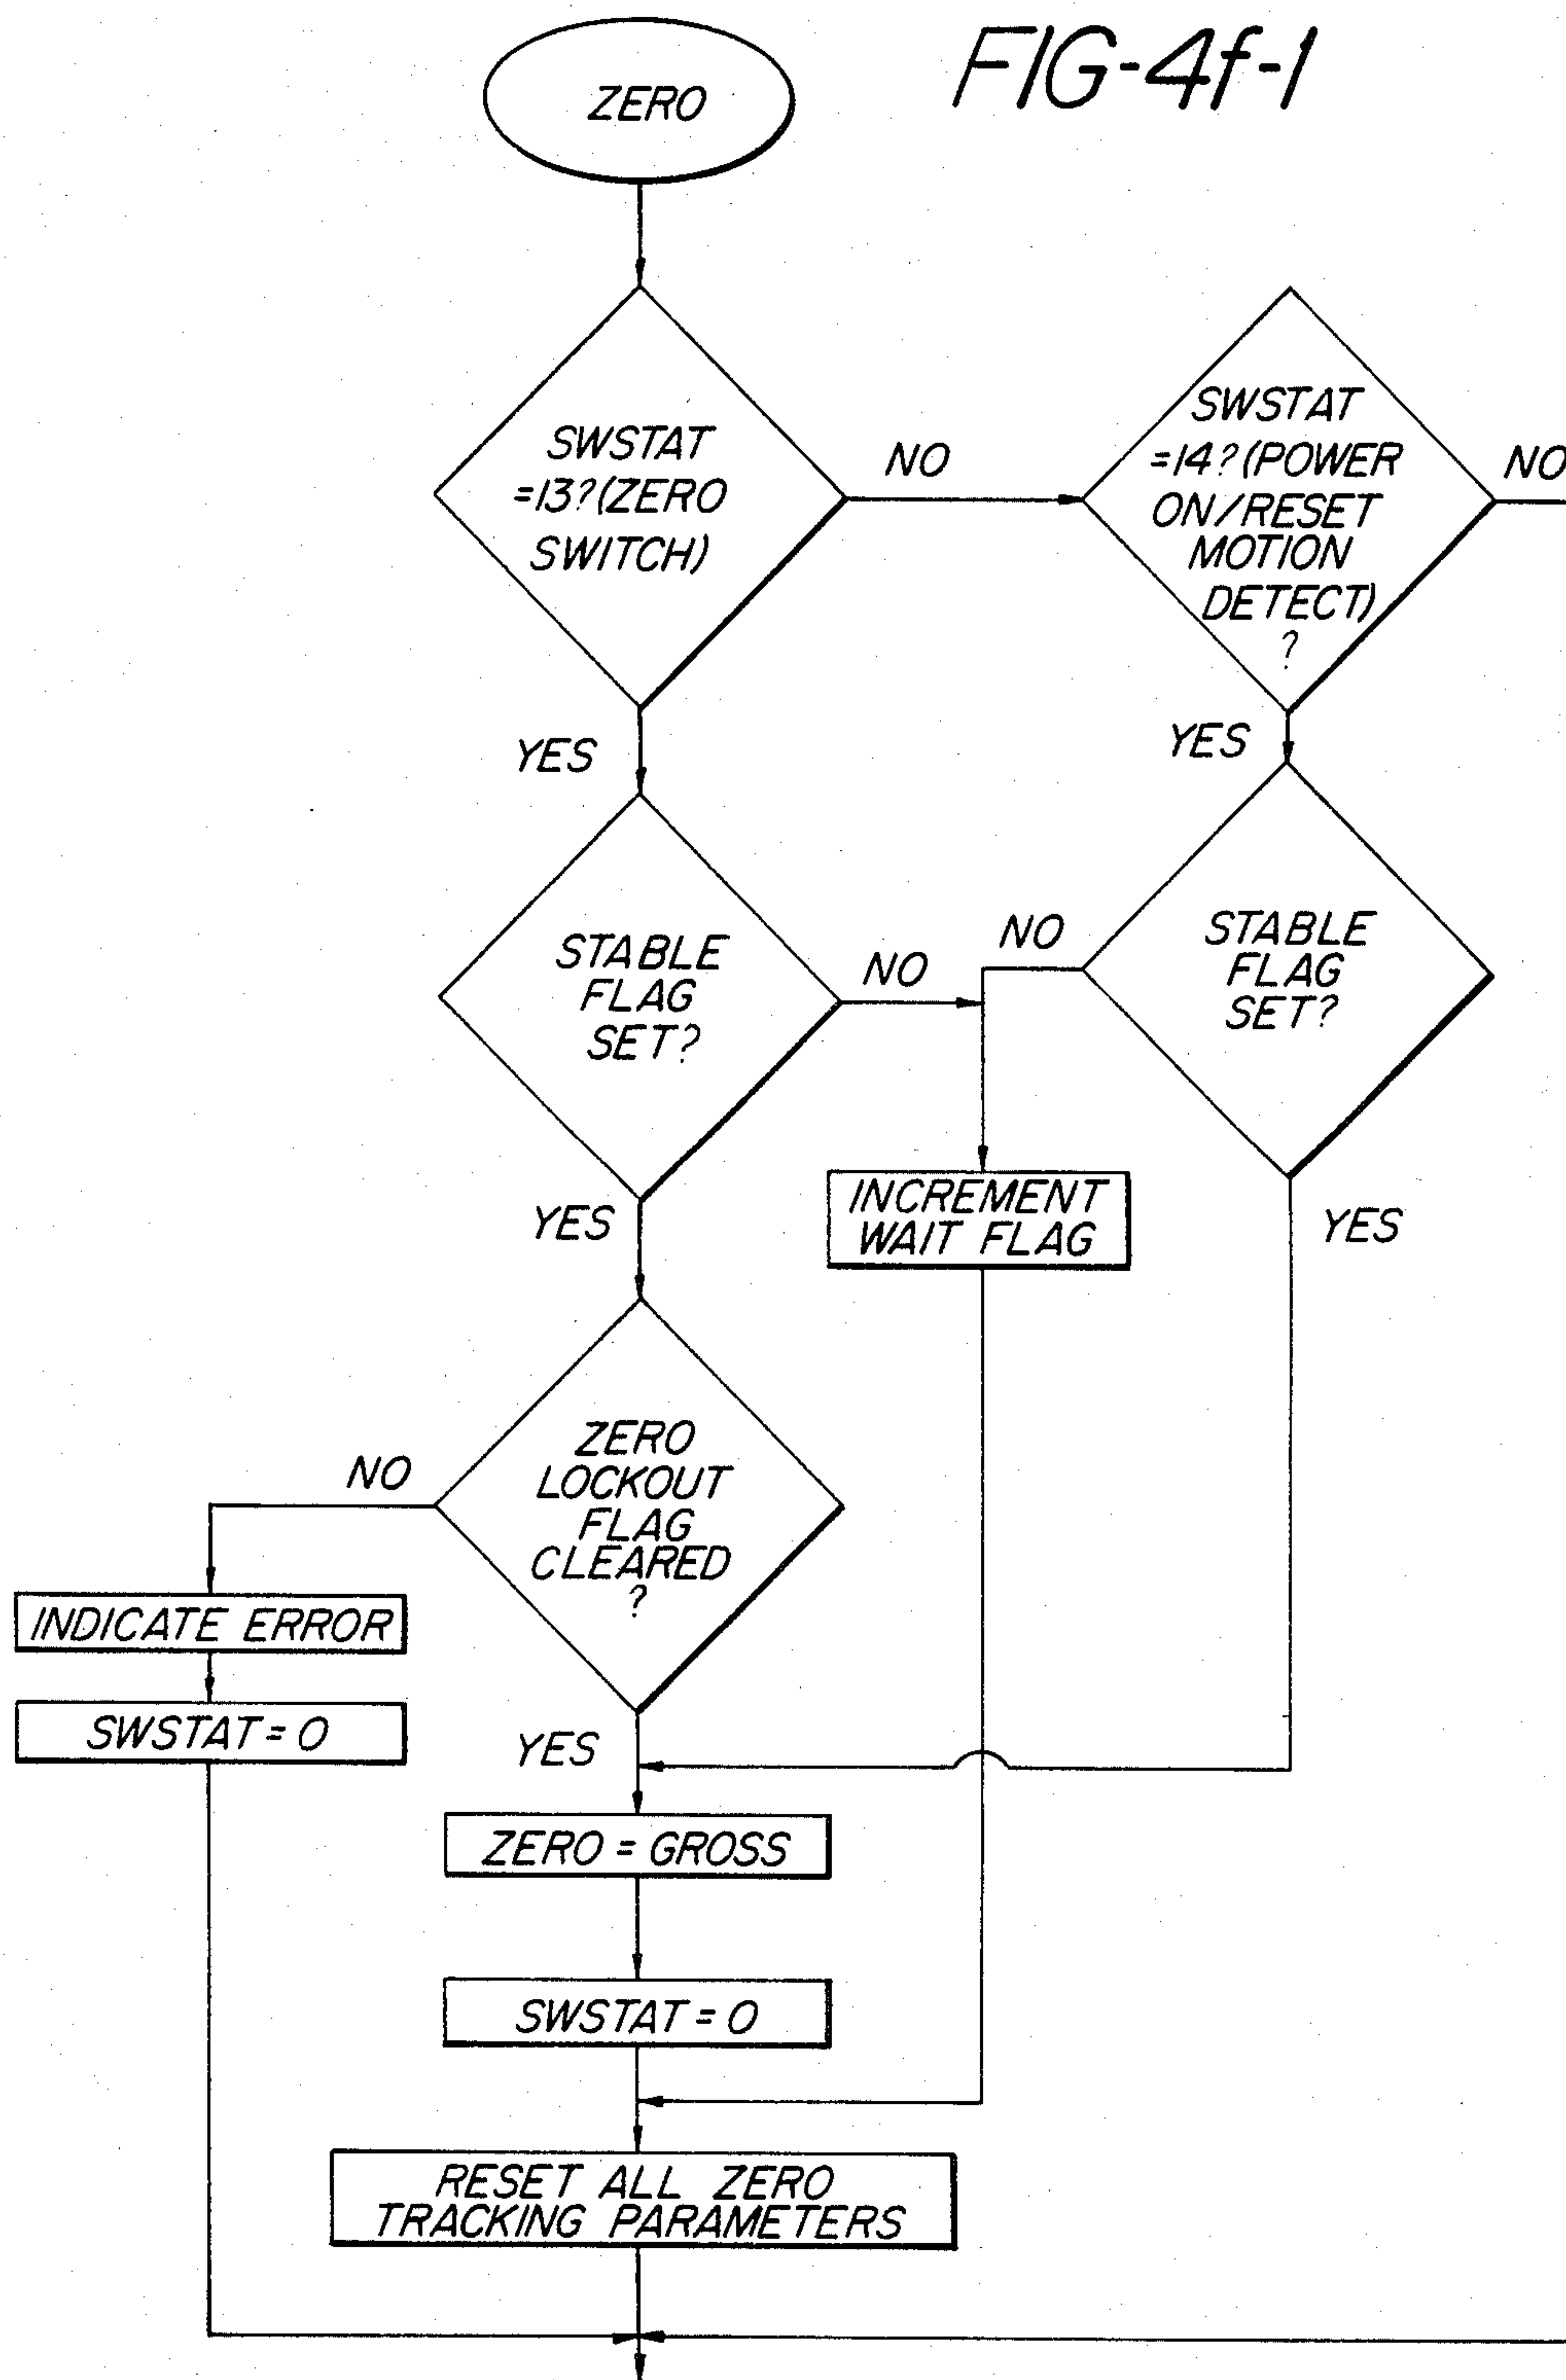 FIG-4f-1
ZERO
SWSTAT
=13?(ZERO
SWITCH)
NO
SWSTAT
=14?(POWER
ON/RESET
MOTION
DETECT)
?
NO
YES
YES
STABLE
FLAG
SET?
NO
NO
STABLE
FLAG
SET?
YES
INCREMENT
WAIT FLAG
YES
ZERO
LOCKOUT
FLAG
CLEARED
?
NO
INDICATE ERROR
SWSTAT=0
YES
ZERO = GROSS
SWSTAT=0
RESET ALL ZERO
TRACKING PARAMETERS